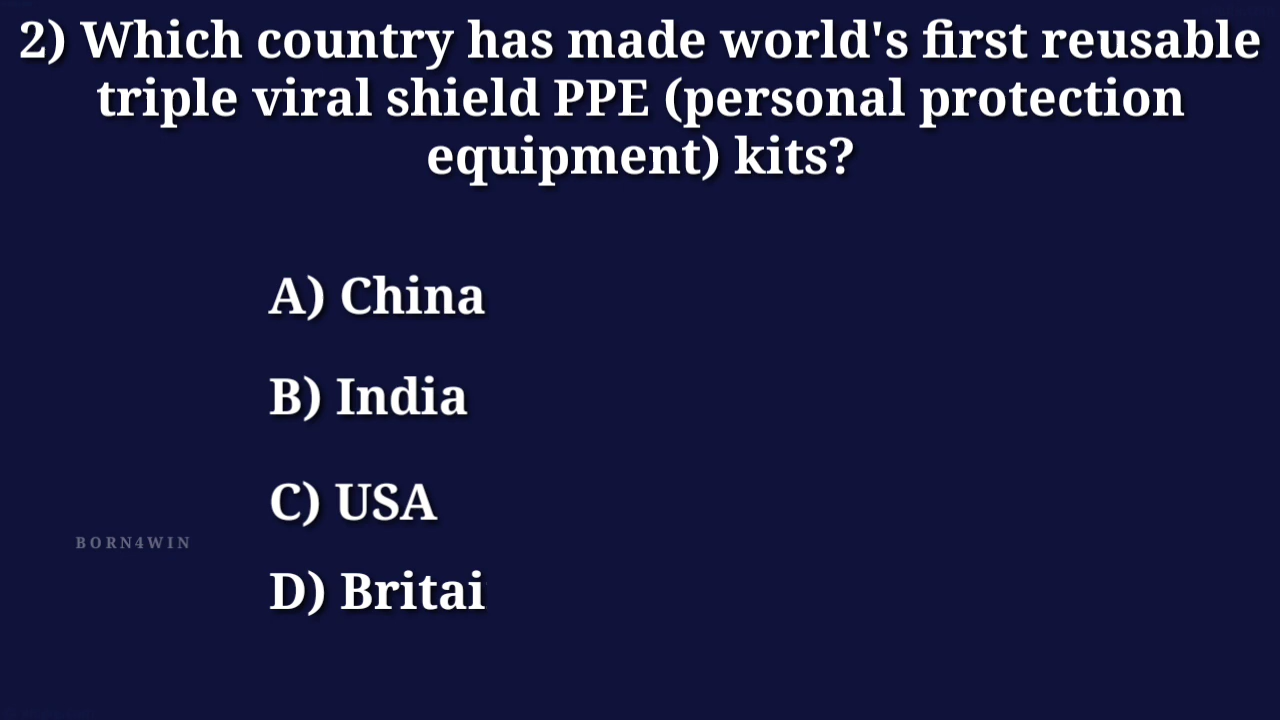 2) Which country has made world's first reusable
triple viral shield PPE (personal protection
equipment) kits?
A) China
B) India
C) USA
BORN4WIN
D) Britai